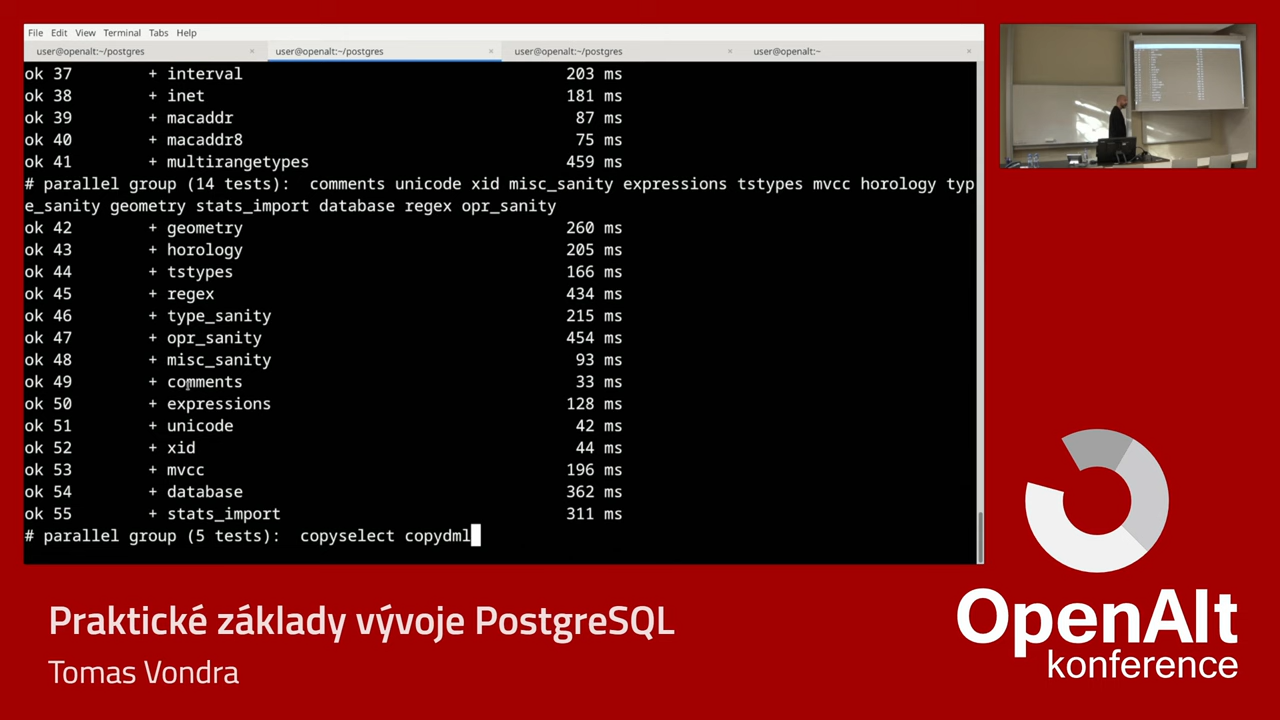 File Edit View Terminal Tabs Help
user@openalt:~/postgres × user@openalt:~/postgres × user@openalt:~/postgres × user@openalt:~ ×
ok 37 + interval 203 ms
ok 38 + inet 181 ms
ok 39 + macaddr 87 ms
ok 40 + macaddr8 75 ms
ok 41 + multirangetypes 459 ms
# parallel group (14 tests): comments unicode xid misc_sanity expressions tstypes mvcc horology typ
e_sanity geometry stats_import database regex opr_sanity
ok 42 + geometry 260 ms
ok 43 + horology 205 ms
ok 44 + tstypes 166 ms
ok 45 + regex 434 ms
ok 46 + type_sanity 215 ms
ok 47 + opr_sanity 454 ms
ok 48 + misc_sanity 93 ms
ok 49 + comments 33 ms
ok 50 + expressions 128 ms
ok 51 + unicode 42 ms
ok 52 + xid 44 ms
ok 53 + mvcc 196 ms
ok 54 + database 362 ms
ok 55 + stats_import 311 ms
# parallel group (5 tests): copyselect copydml
Praktické základy vývoje PostgreSQL
Tomas Vondra
OpenAlt
konference